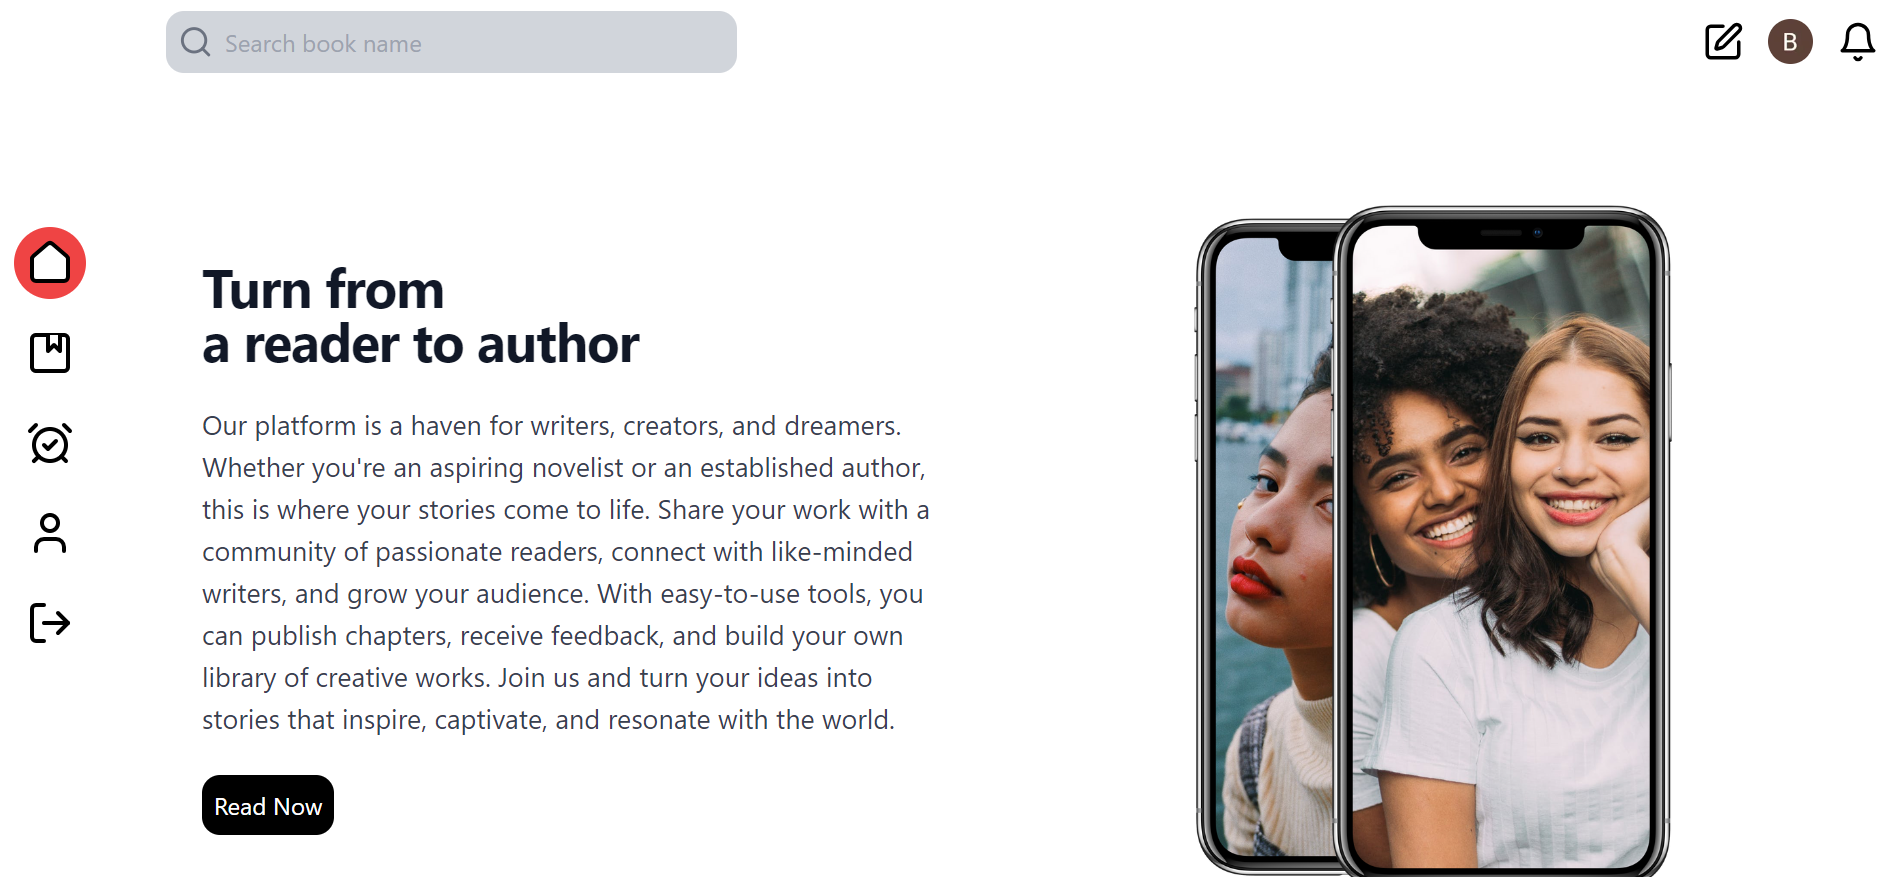 Search book name
B
Turn from
a reader to author
Our platform is a haven for writers, creators, and dreamers.
Whether you're an aspiring novelist or an established author,
this is where your stories come to life. Share your work with a
community of passionate readers, connect with like-minded
writers, and grow your audience. With easy-to-use tools, you
can publish chapters, receive feedback, and build your own
library of creative works. Join us and turn your ideas into
stories that inspire, captivate, and resonate with the world.
Read Now